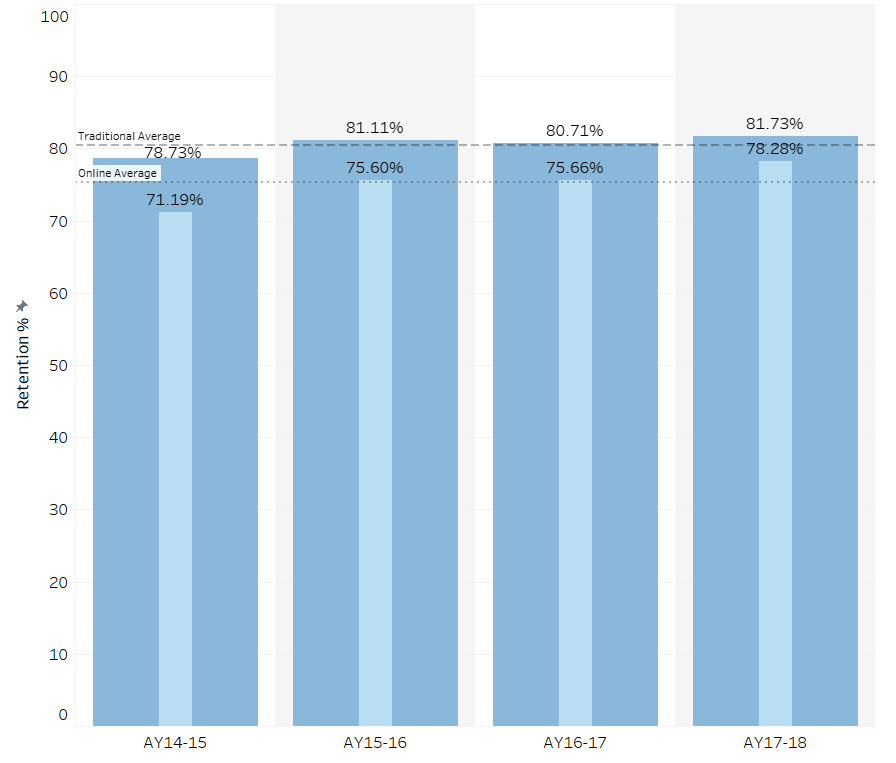 100
90
Traditional Average
81.11%
80.71%
81.73%
80
78.73%
78.28%
Online Average
75.60%
75.66%
71.19%
70
60
Retention %
50
40
30
20
10
0
AY14-15
AY15-16
AY16-17
AY17-18